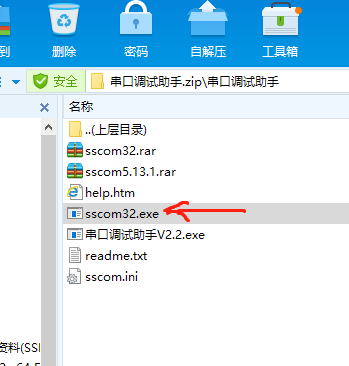 到
删除
密码
自解压
工具箱
安全
串口调试助手.zip\串口调试助手
名称
..(上层目录)
sscom32.rar
sscom5.13.1.rar
help.htm
sscom32.exe
串口调试助手V2.2.exe
readme.txt
sscom.ini
资料(SSI